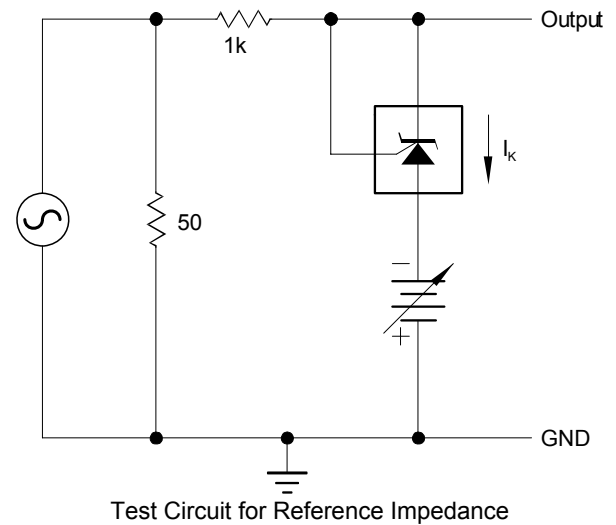 Output
1k
I_K
50
−
+
GND
Test Circuit for Reference Impedance